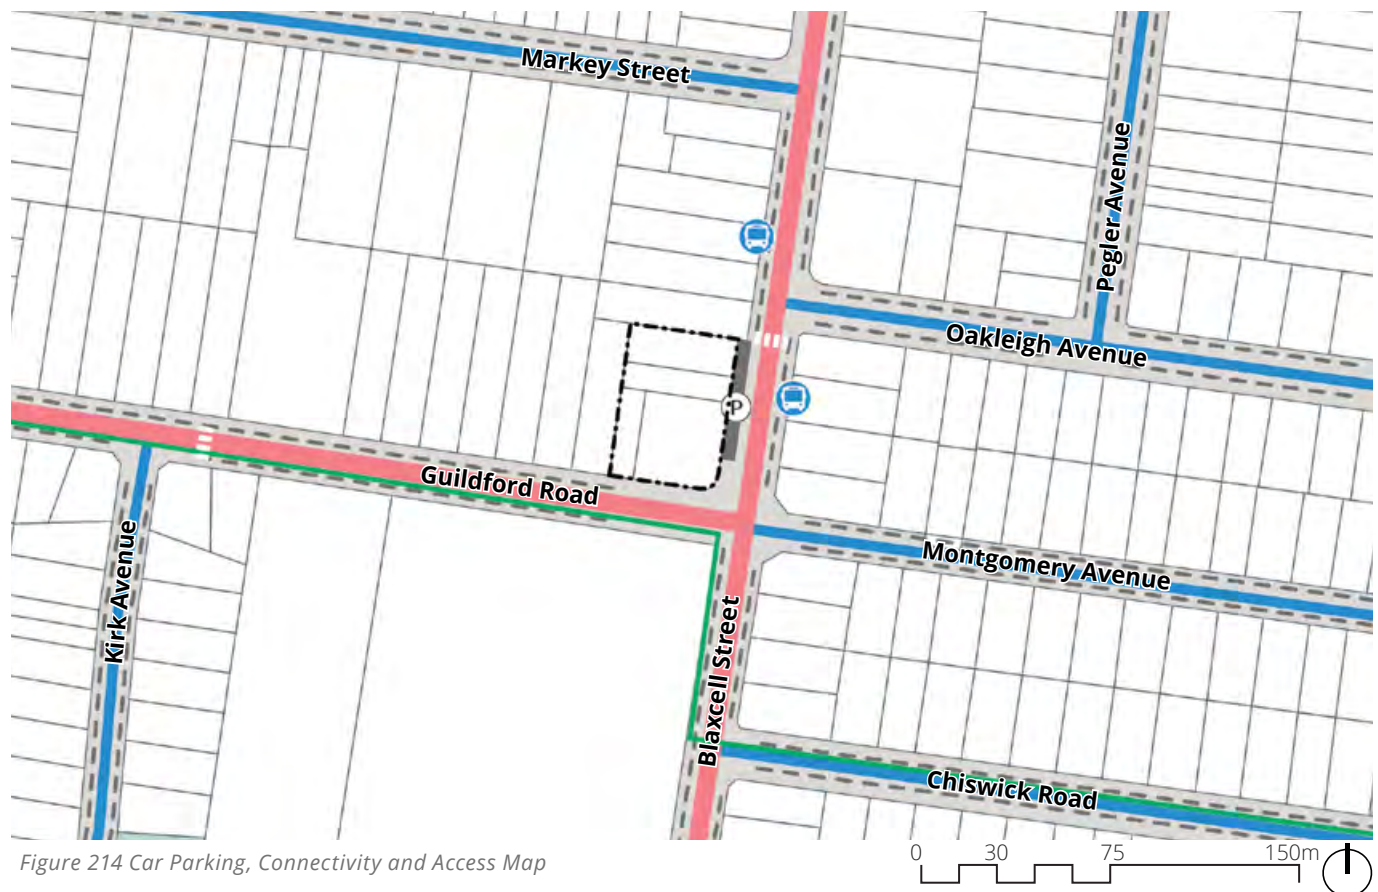 Markey Street
Pegler Avenue
Oakleigh Avenue
P
Guildford Road
Montgomery Avenue
Kirk Avenue
Blaxcell Street
Chiswick Road
Figure 214 Car Parking, Connectivity and Access Map
0 30 75 150m